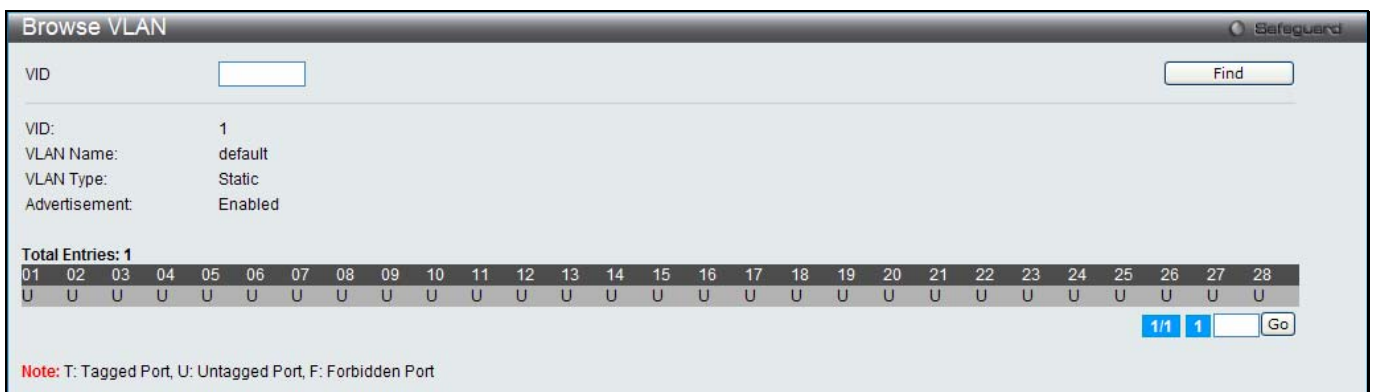 Browse VLAN Safeguard
VID Find
VID: 1
VLAN Name: default
VLAN Type: Static
Advertisement: Enabled
Total Entries: 1
01 02 03 04 05 06 07 08 09 10 11 12 13 14 15 16 17 18 19 20 21 22 23 24 25 26 27 28
U U U U U U U U U U U U U U U U U U U U U U U U U U U U
1/1 1 Go
Note: T: Tagged Port, U: Untagged Port, F: Forbidden Port